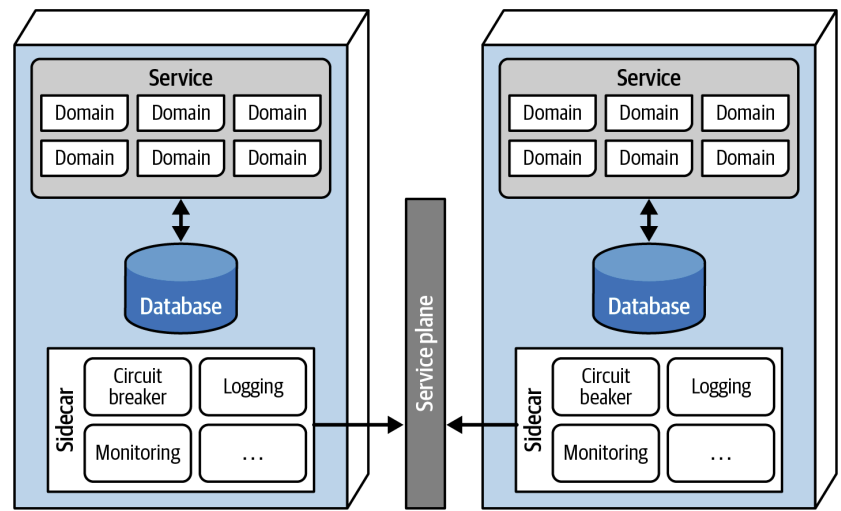 Service
Domain Domain Domain
Domain Domain Domain
Database
Sidecar
Circuit
breaker
Logging
Monitoring
...
Service plane
Service
Domain Domain Domain
Domain Domain Domain
Database
Sidecar
Circuit
beaker
Logging
Monitoring
...